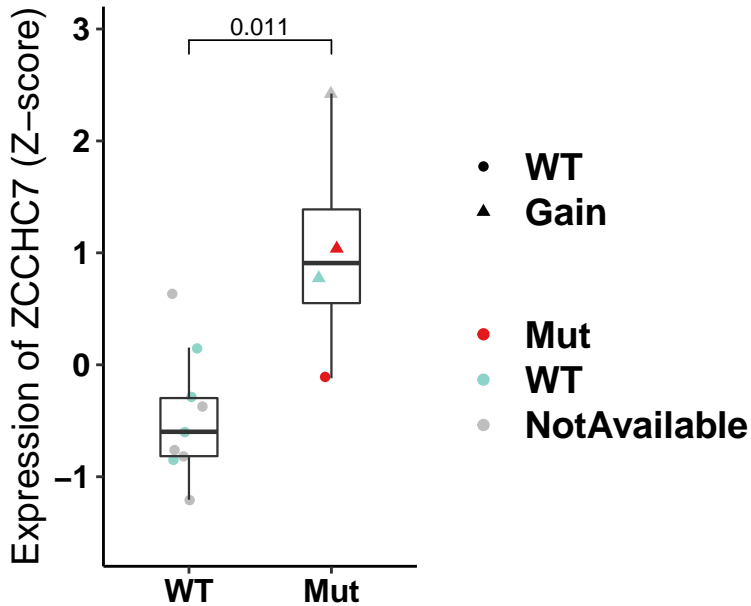 Expression of ZCCHC7 (Z−score)
3
2
1
0
−1
0.011
WT
Mut
WT
Gain
Mut
WT
NotAvailable